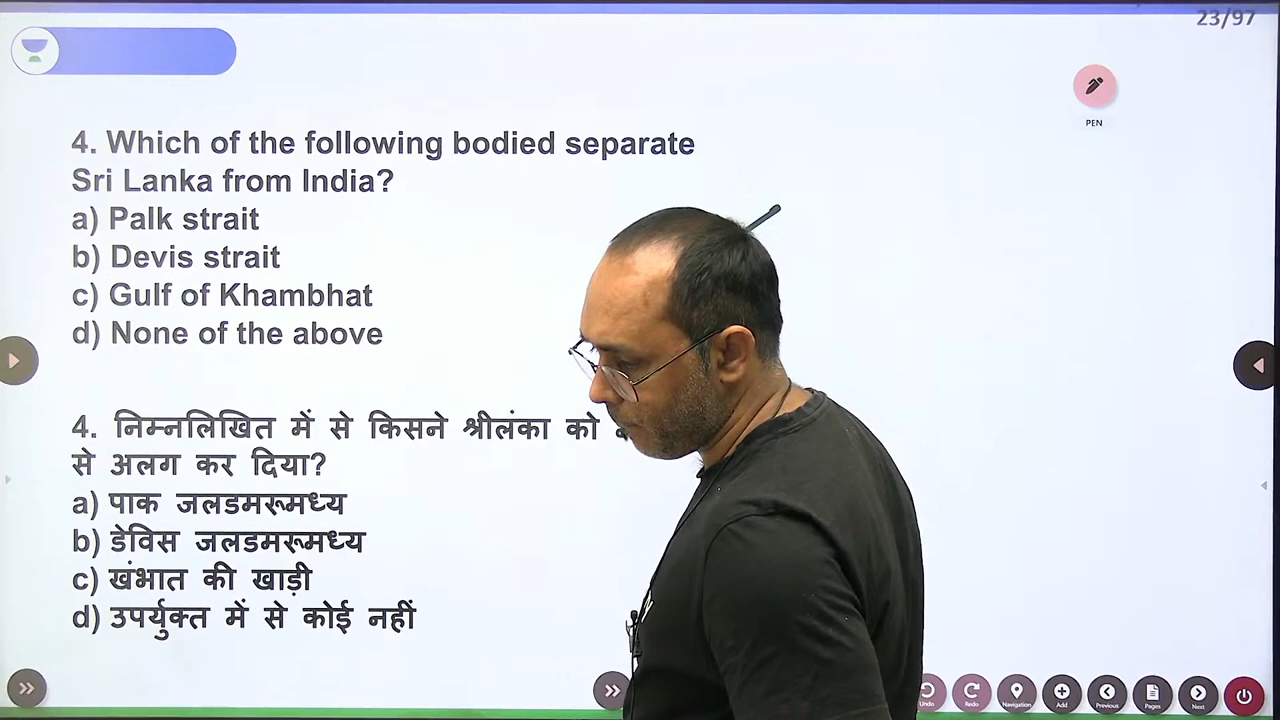 23/97
PEN
4. Which of the following bodied separate
Sri Lanka from India?
a) Palk strait
b) Devis strait
c) Gulf of Khambhat
d) None of the above
4. निम्नलिखित में से किसने श्रीलंका को
से अलग कर दिया?
a) पाक जलडमरूमध्य
b) डेविस जलडमरूमध्य
c) खंभात की खाड़ी
d) उपर्युक्त में से कोई नहीं
Undo Redo Navigation Add Previous Pages Next